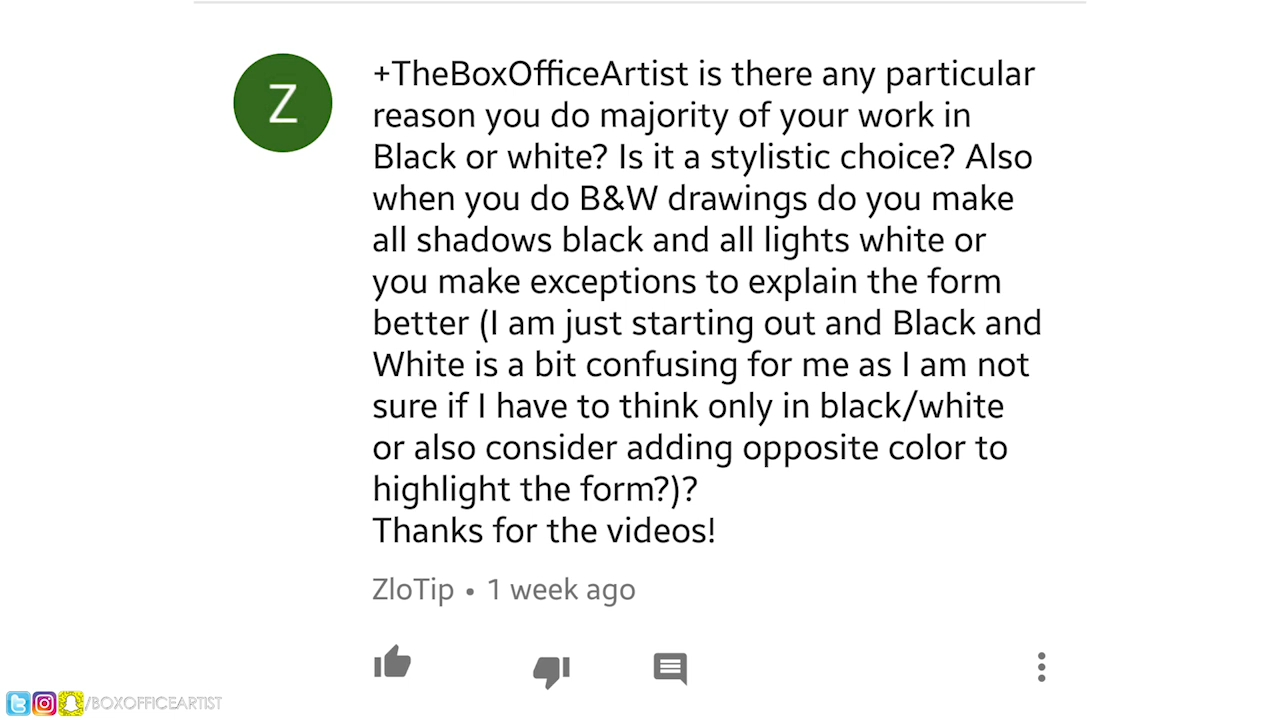 Z
+TheBoxOfficeArtist is there any particular
reason you do majority of your work in
Black or white? Is it a stylistic choice? Also
when you do B&W drawings do you make
all shadows black and all lights white or
you make exceptions to explain the form
better (I am just starting out and Black and
White is a bit confusing for me as I am not
sure if I have to think only in black/white
or also consider adding opposite color to
highlight the form?)?
Thanks for the videos!
ZloTip • 1 week ago
/BOXOFFICEARTIST